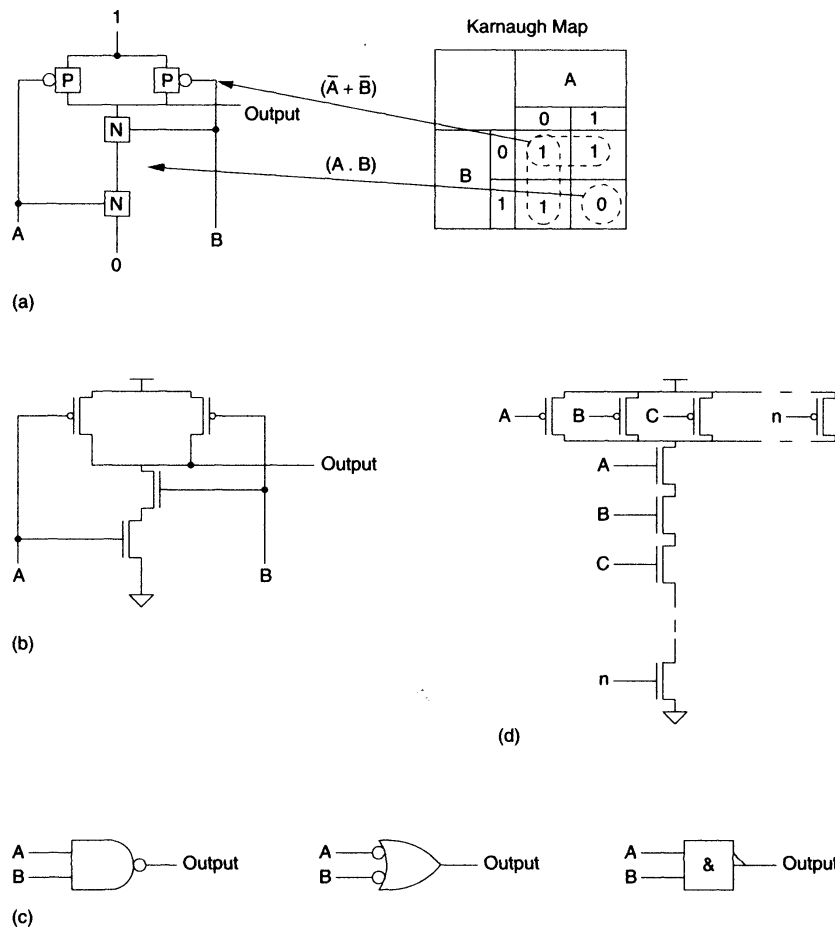 1
Karnaugh Map
P P
(A̅ + B̅)
A
Output
0 1
N
0 1 1
(A . B)
B
N
1 1 0
A
B
0
(a)
A B C n
Output
A
B
A B
C
(b)
n
(d)
A
B
Output
A
B
Output
A
B
&
Output
(c)